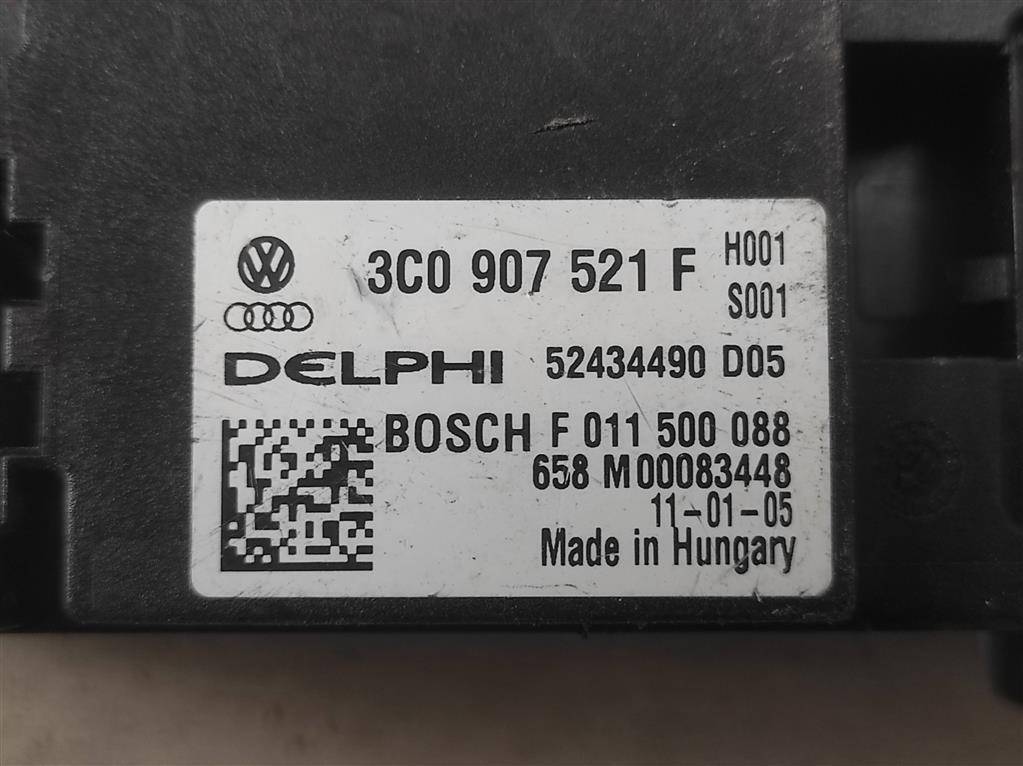 3C0 907 521 F H001
S001
DELPHI 52434490 D05
BOSCH F 011 500 088
658 M00083448
11-01-05
Made in Hungary